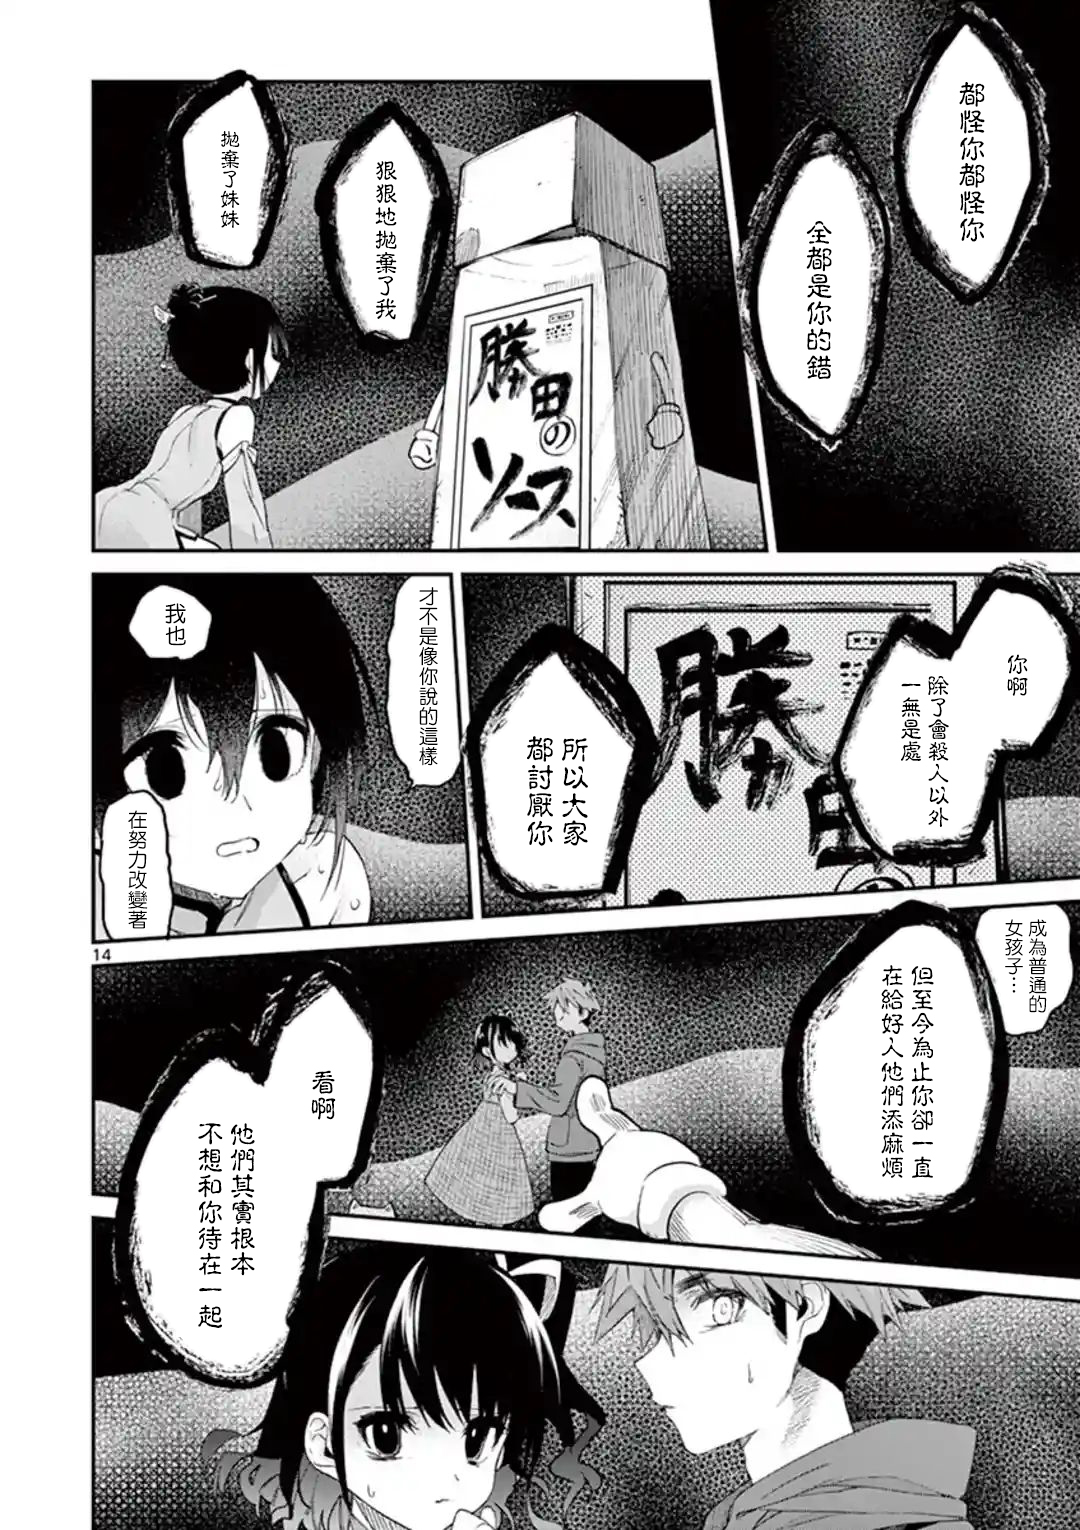 都怪你都怪你
全都是你的錯
狠狠地拋棄了我
拋棄了妹妹
勝田の
ソース
你啊
除了會殺人以外
一無是處
所以大家
都討厭你
勝田
才不是像你說的這樣
我也
在努力改變著
成為普通的
女孩子…
但至今為止你卻一直
在給好人他們添麻煩
看啊
他們其實根本
不想和你待在一起
14